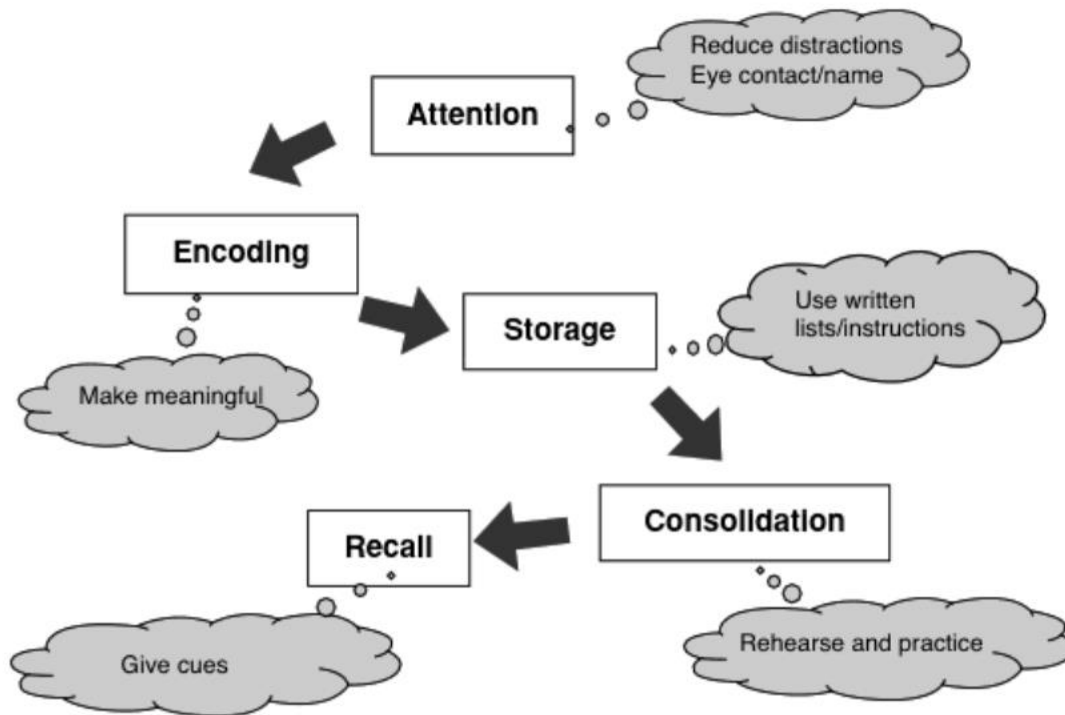 Reduce distractions
Eye contact/name
Attention
Encoding
Make meaningful
Storage
Use written
lists/instructions
Consolidation
Rehearse and practice
Recall
Give cues